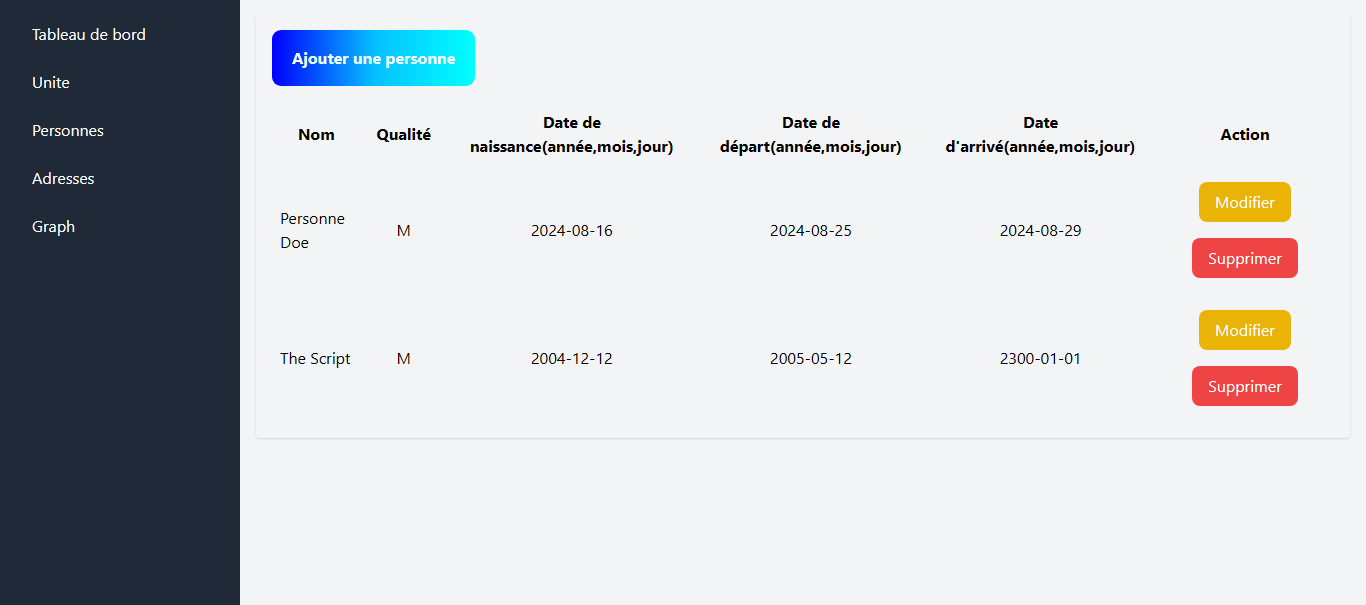 Tableau de bord
Unite
Personnes
Adresses
Graph
Ajouter une personne
Nom
Qualité
Date de
naissance(année,mois,jour)
Date de
départ(année,mois,jour)
Date
d'arrivé(année,mois,jour)
Action
Personne
Doe
M
2024-08-16
2024-08-25
2024-08-29
Modifier
Supprimer
The Script
M
2004-12-12
2005-05-12
2300-01-01
Modifier
Supprimer